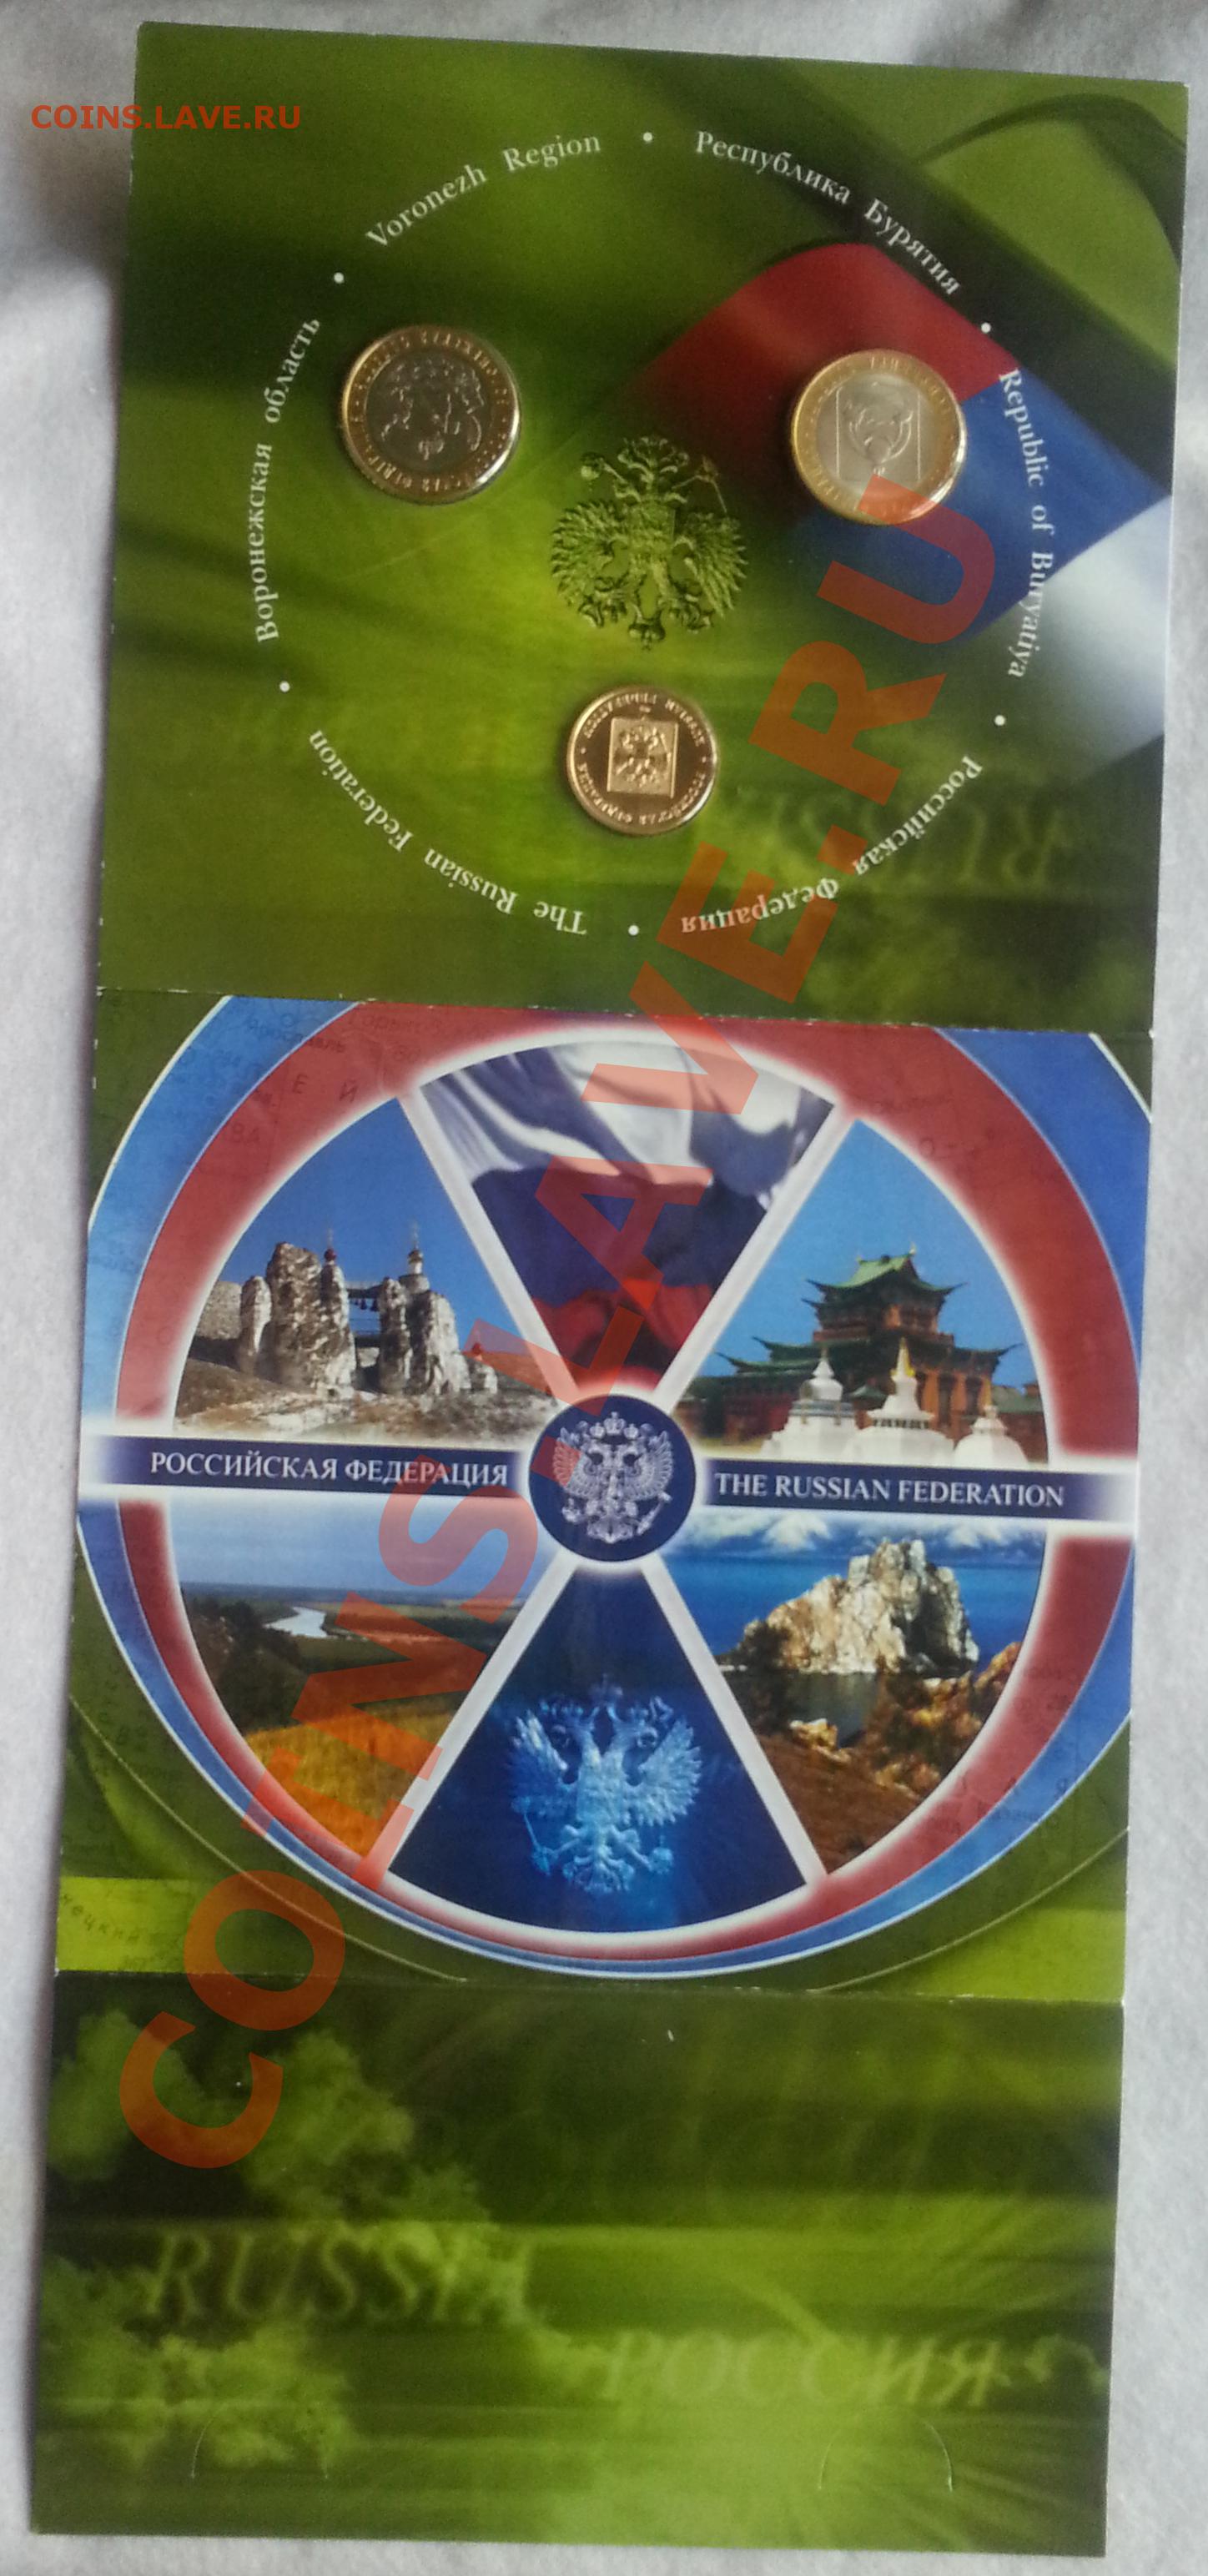 COINS.LAVE.RU
Воронежская область • Voronezh Region • Республика Бурятия • Republic of Buryatiya • Российская Федерация • The Russian Federation •
РОССИЙСКАЯ ФЕДЕРАЦИЯ
THE RUSSIAN FEDERATION
RUSSIA
РОССИЯ
COINS.LAVE.RU